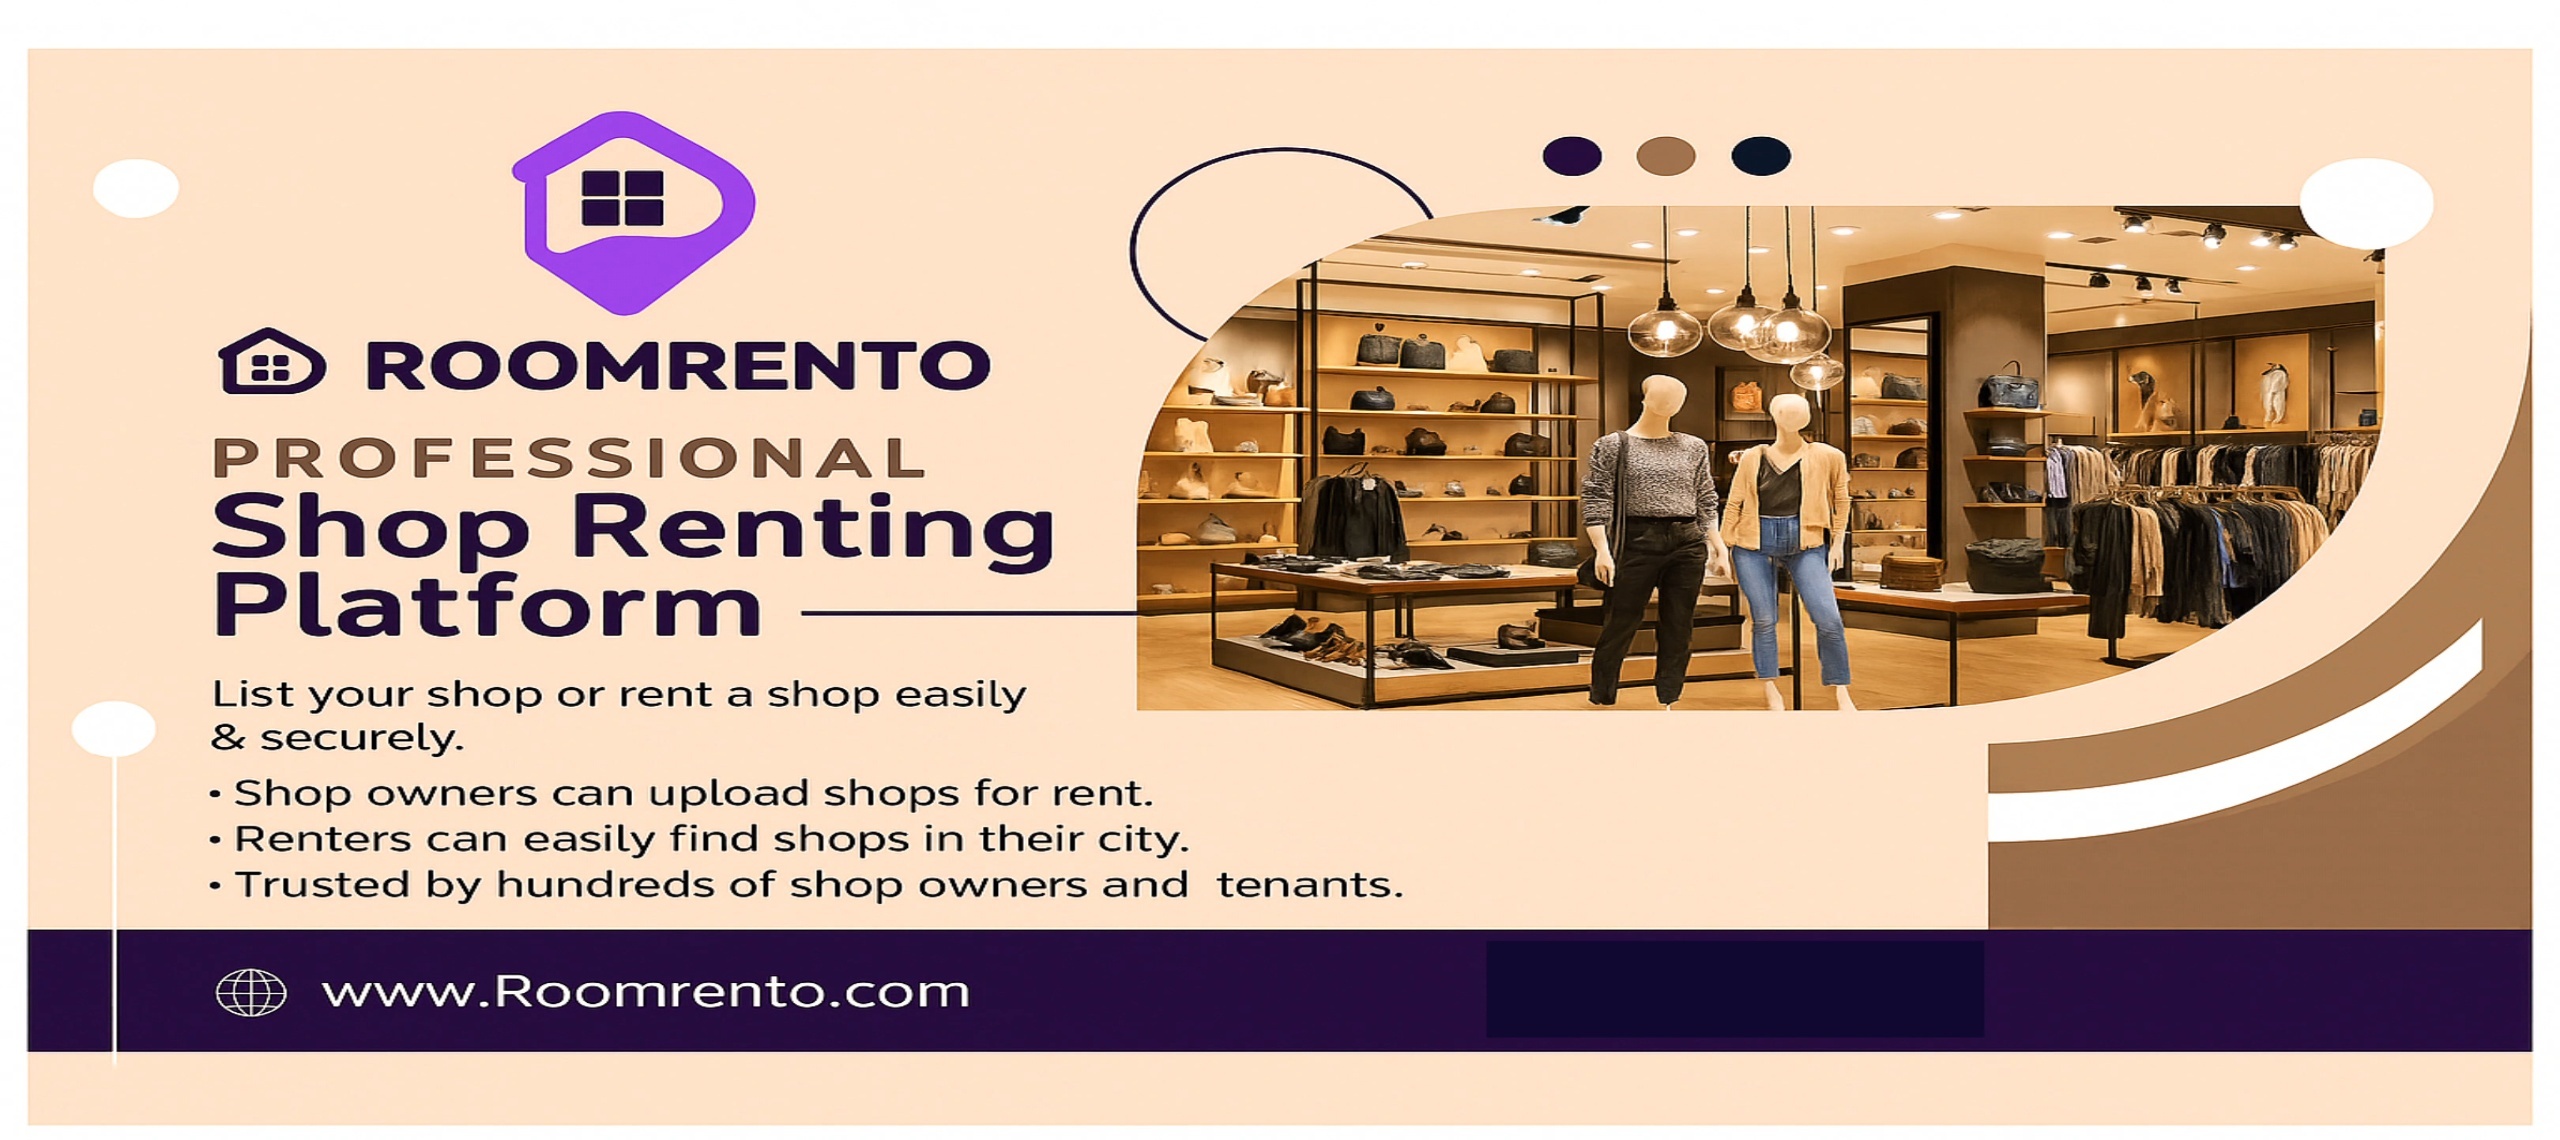 ROOMRENTO
PROFESSIONAL
Shop Renting
Platform
List your shop or rent a shop easily
& securely.
• Shop owners can upload shops for rent.
• Renters can easily find shops in their city.
• Trusted by hundreds of shop owners and tenants.
www.Roomrento.com